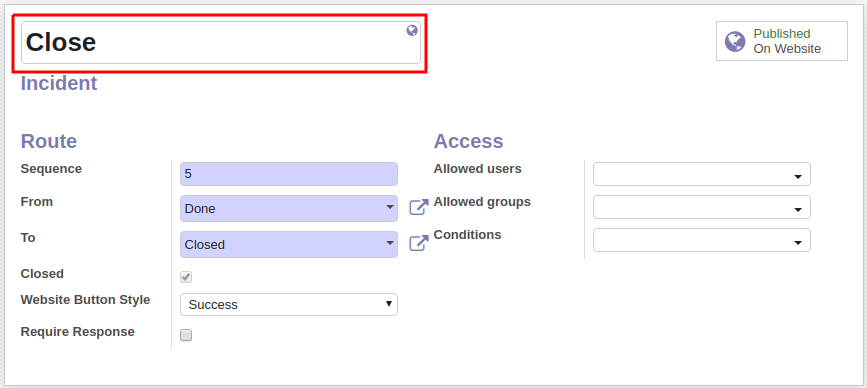 Close
Published
On Website
Incident
Route
Access
Sequence
5
Allowed users
From
Done
Allowed groups
To
Closed
Conditions
Closed
Website Button Style
Success
Require Response